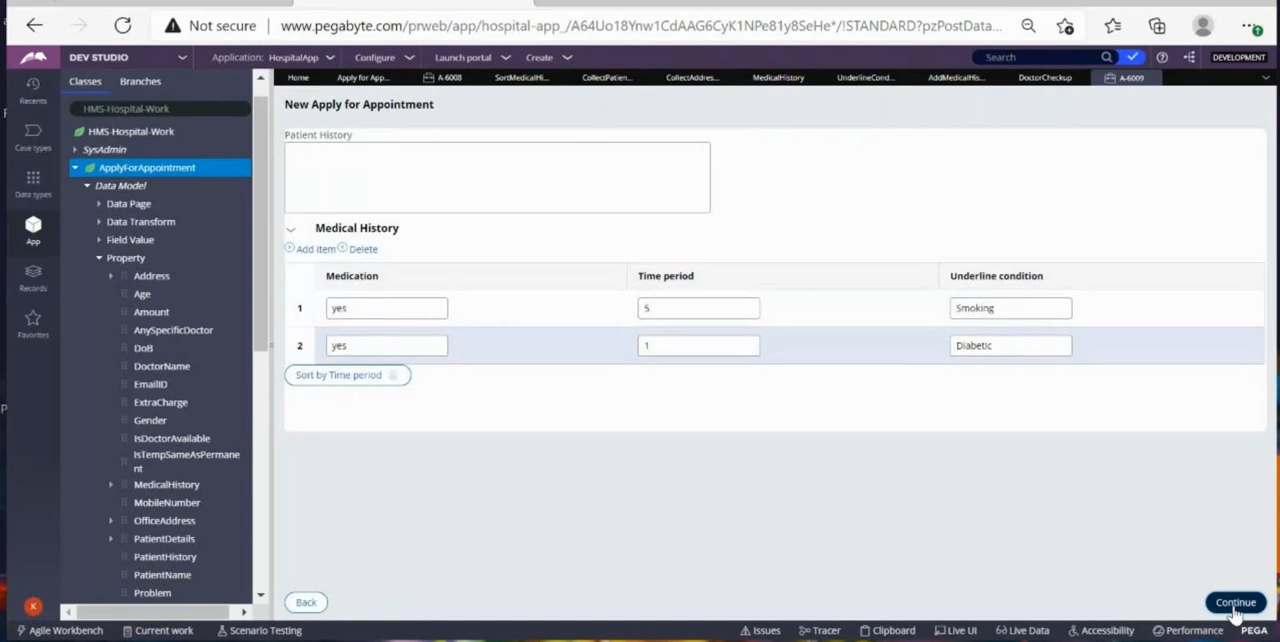 Not secure www.pegabyte.com/prweb/app/hospital-app_/A64Uo18Ynw1CdAAG6CyK1NPe81y8SeHe*/!STANDARD?pzPostData...
DEV STUDIO Application: HospitalApp Configure Launch portal Create Search DEVELOPMENT
Classes Branches
Home Apply for App... A-6008 SortMedicalHi... CollectPatien... CollectAddres... MedicalHistory UnderlineCond... AddMedicalHis... DoctorCheckup A-6009
Recents
Case types
Data types
App
Records
Favorites
K
HMS-Hospital-Work
HMS-Hospital-Work
SysAdmin
ApplyForAppointment
Data Model
Data Page
Data Transform
Field Value
Property
Address
Age
Amount
AnySpecificDoctor
DoB
DoctorName
EmailID
ExtraCharge
Gender
IsDoctorAvailable
IsTempSameAsPermane
nt
MedicalHistory
MobileNumber
OfficeAddress
PatientDetails
PatientHistory
PatientName
Problem
New Apply for Appointment
Patient History
Medical History
Add item Delete
Medication Time period Underline condition
1 yes 5 Smoking
2 yes 1 Diabetic
Sort by Time period
Back Continue
Agile Workbench Current work Scenario Testing Issues Tracer Clipboard Live UI Live Data Accessibility Performance PEGA